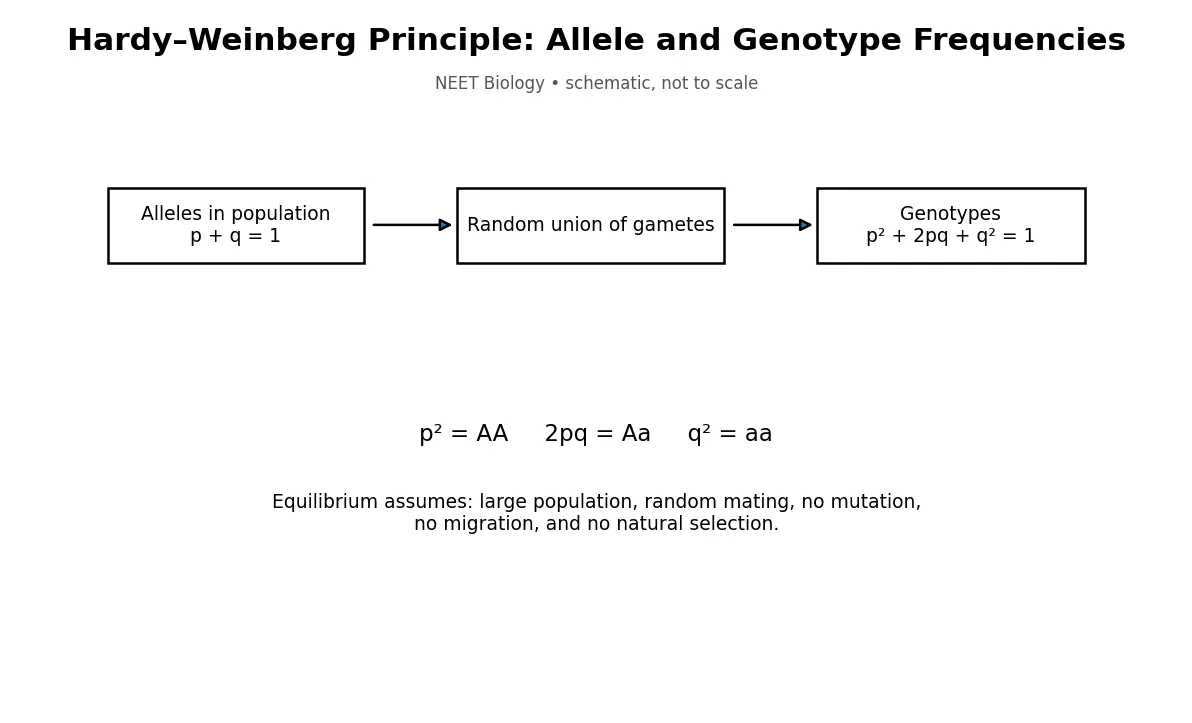 Hardy–Weinberg Principle: Allele and Genotype Frequencies
NEET Biology • schematic, not to scale
Alleles in population
p + q = 1
Random union of gametes
Genotypes
p² + 2pq + q² = 1
p² = AA     2pq = Aa     q² = aa
Equilibrium assumes: large population, random mating, no mutation,
no migration, and no natural selection.